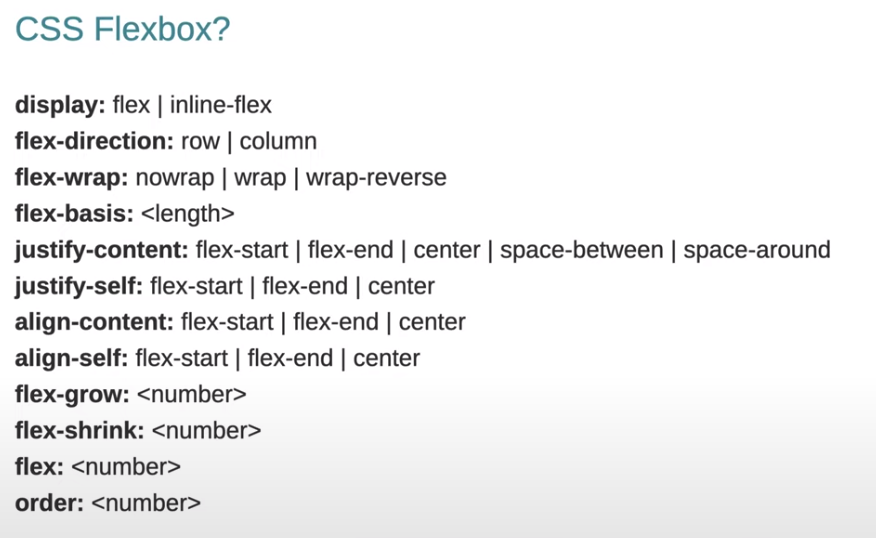 CSS Flexbox?
display: flex | inline-flex
flex-direction: row | column
flex-wrap: nowrap | wrap | wrap-reverse
flex-basis: <length>
justify-content: flex-start | flex-end | center | space-between | space-around
justify-self: flex-start | flex-end | center
align-content: flex-start | flex-end | center
align-self: flex-start | flex-end | center
flex-grow: <number>
flex-shrink: <number>
flex: <number>
order: <number>